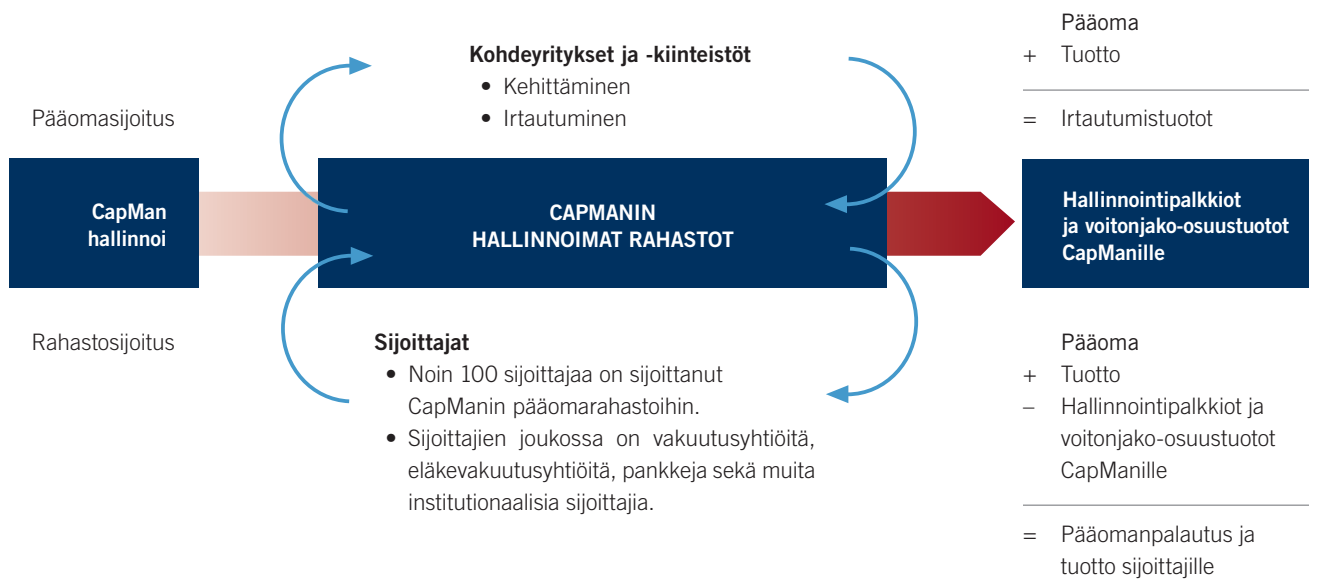 Pääomasijoitus
CapMan
hallinnoi
Rahastosijoitus
Kohdeyritykset ja -kiinteistöt
• Kehittäminen
• Irtautuminen
CAPMANIN
HALLINNOIMAT RAHASTOT
Sijoittajat
• Noin 100 sijoittajaa on sijoittanut
CapManin pääomarahastoihin.
• Sijoittajien joukossa on vakuutusyhtiöitä,
eläkevakuutusyhtiöitä, pankkeja sekä muita
institutionaalisia sijoittajia.
Pääoma
+ Tuotto
= Irtautumistuotot
Hallinnointipalkkiot
ja voitonjako-osuustuotot
CapManille
Pääoma
+ Tuotto
– Hallinnointipalkkiot ja
voitonjako-osuustuotot
CapManille
= Pääomanpalautus ja
tuotto sijoittajille